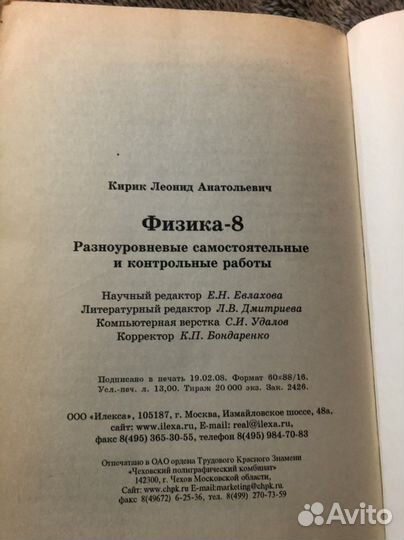 Кирик Леонид Анатольевич
Физика-8
Разноуровневые самостоятельные
и контрольные работы
Научный редактор Е.Н. Евлахова
Литературный редактор Л.В. Дмитриева
Компьютерная верстка С.И. Удалов
Корректор К.П. Бондаренко
Подписано в печать 19.02.08. Формат 60×88/16.
Усл.-печ. л. 13,00. Тираж 20 000 экз. Зак. 2426.
ООО «Илекса», 105187, г. Москва, Измайловское шоссе, 48а,
сайт: www.ilexa.ru, E-mail: real@ilexa.ru,
факс 8(495) 365-30-55, телефон 8(495) 984-70-83
Отпечатано в ОАО ордена Трудового Красного Знамени
«Чеховский полиграфический комбинат»
142300, г. Чехов Московской области,
Сайт: www.chpk.ru E-mail:marketing@chpk.ru
факс 8(49672) 6-25-36, тел. 8(499) 270-73-59
Avito